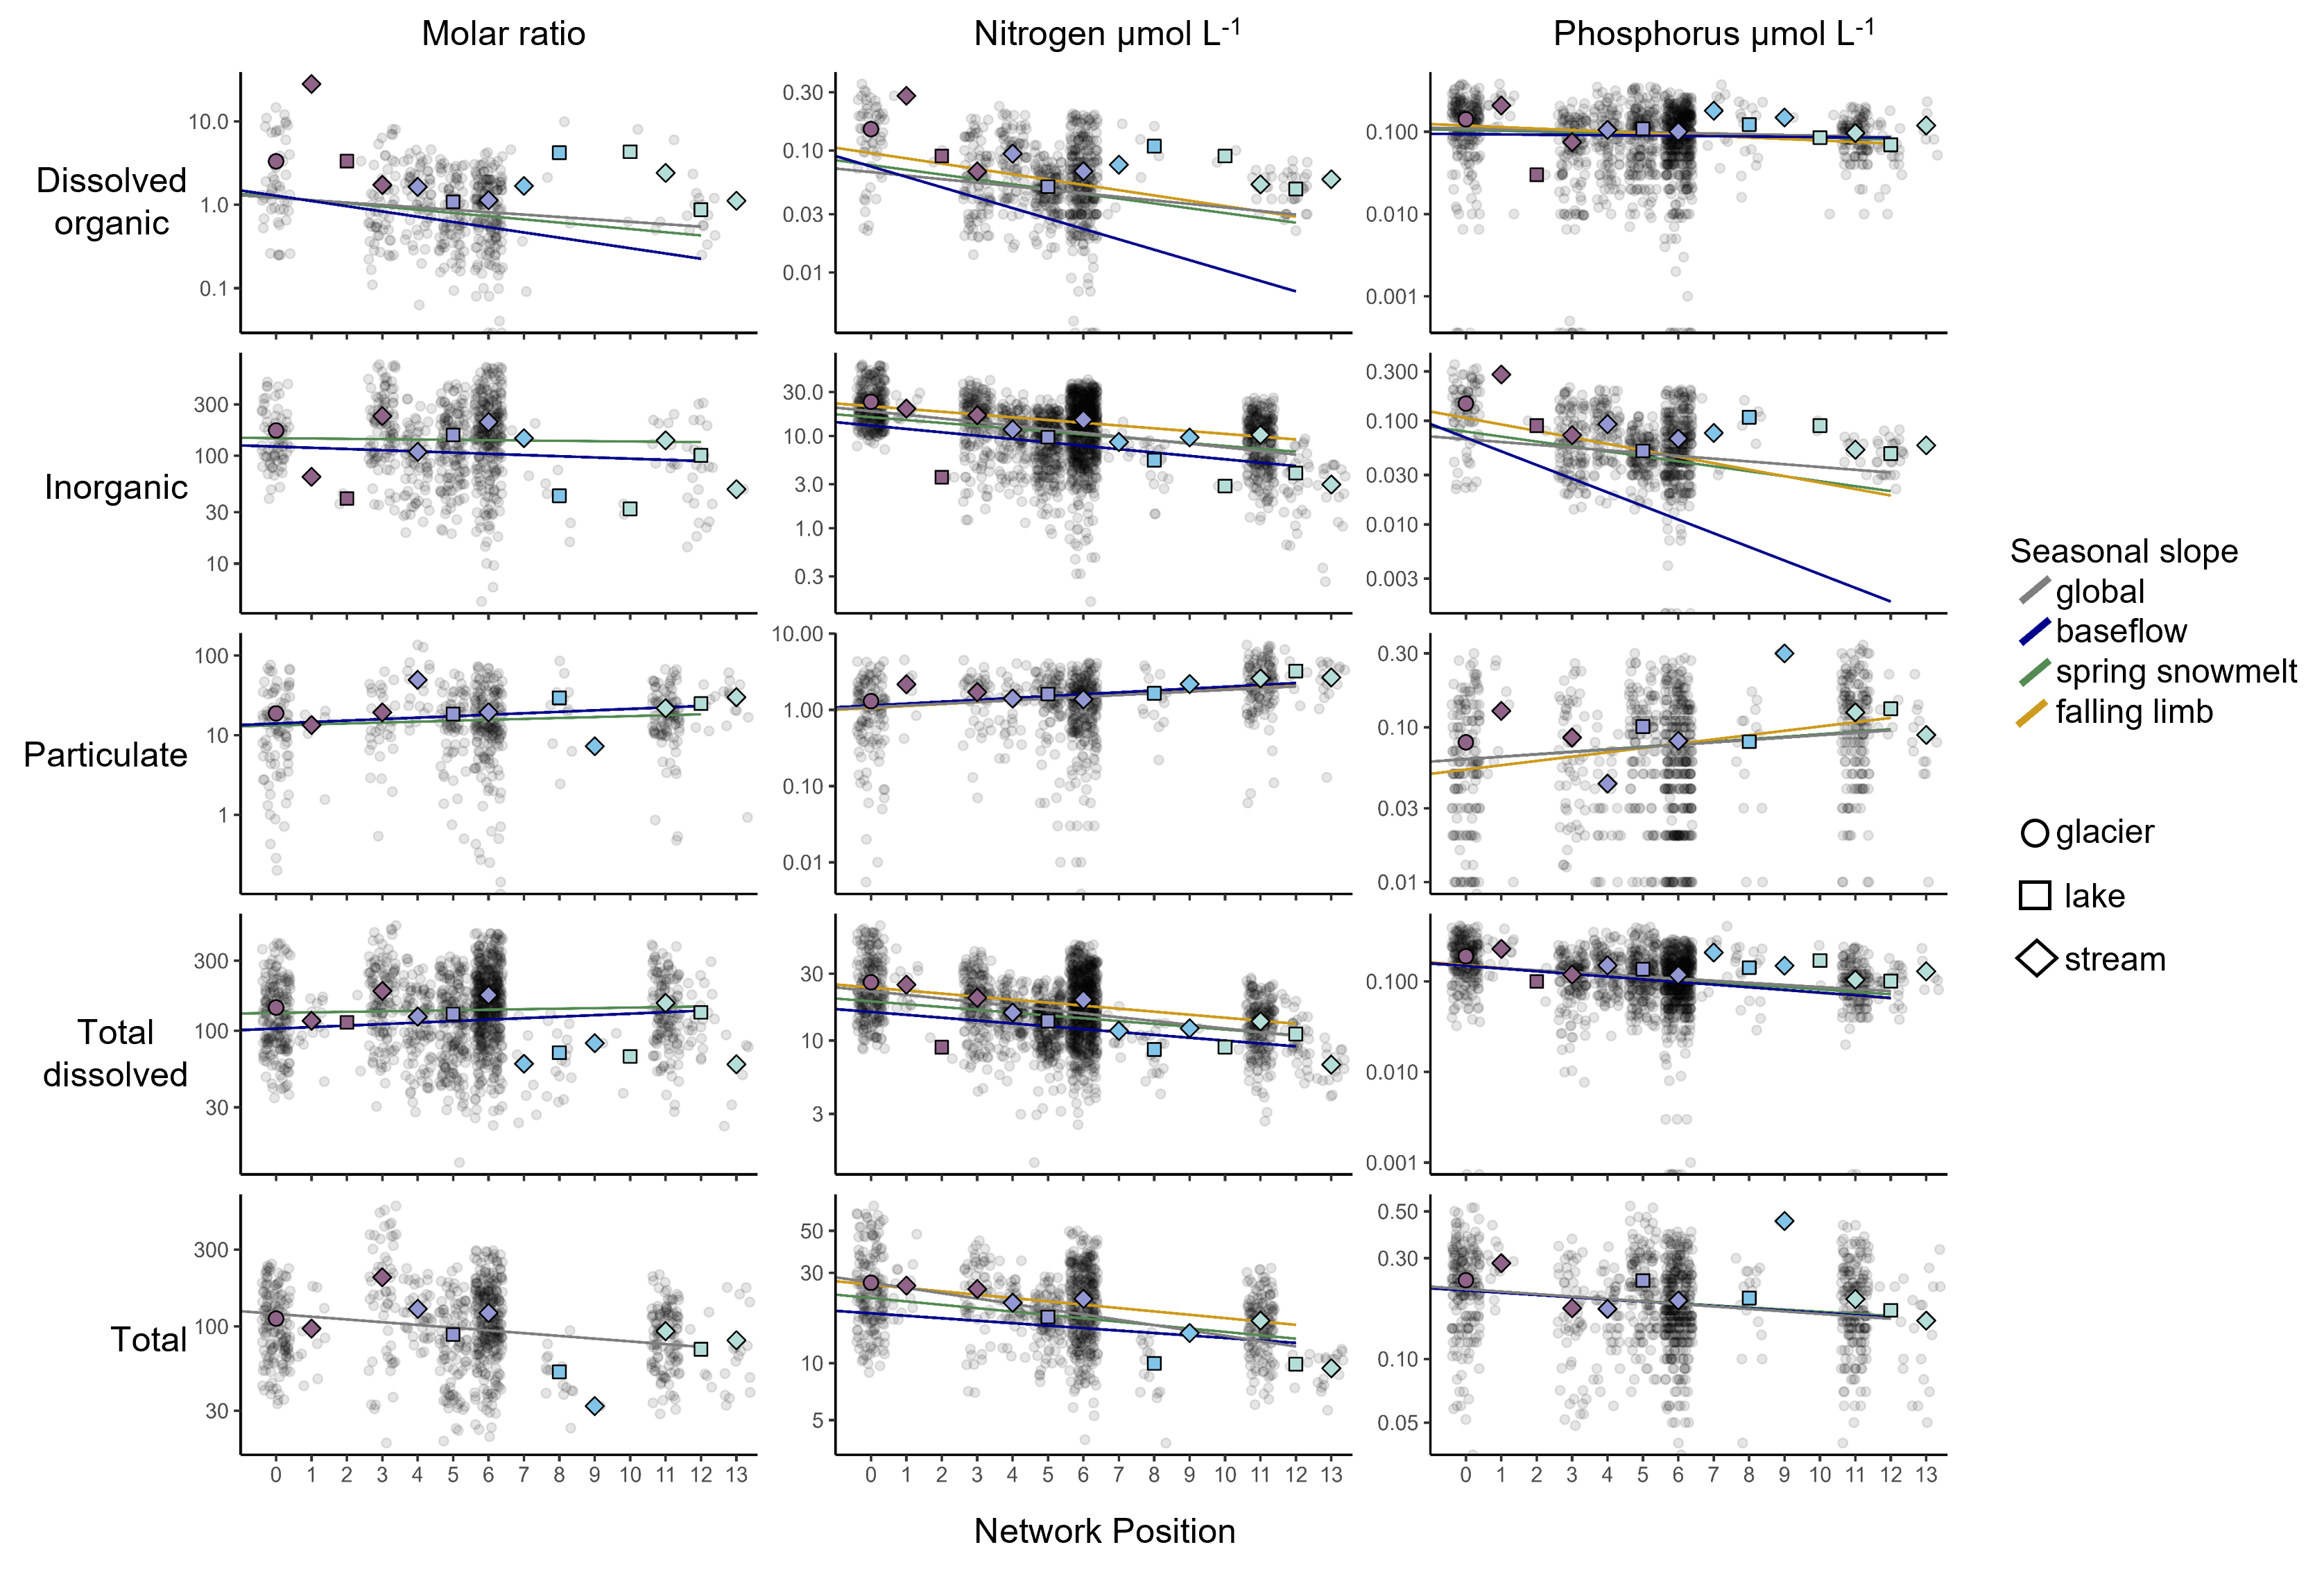 Molar ratio
Nitrogen µmol L-1
Phosphorus µmol L-1
Dissolved
organic
10.0
1.0
0.1
0.30
0.10
0.03
0.01
0.100
0.010
0.001
Inorganic
300
100
30
10
30.0
10.0
3.0
1.0
0.3
0.300
0.100
0.030
0.010
0.003
Particulate
100
10
1
10.00
1.00
0.10
0.01
0.30
0.10
0.03
0.01
Total
dissolved
300
100
30
30
10
3
0.100
0.010
0.001
Total
300
100
30
50
30
10
5
0.50
0.30
0.10
0.05
0 1 2 3 4 5 6 7 8 9 10 11 12 13
0 1 2 3 4 5 6 7 8 9 10 11 12 13
0 1 2 3 4 5 6 7 8 9 10 11 12 13
Network Position
Seasonal slope
global
baseflow
spring snowmelt
falling limb
glacier
lake
stream